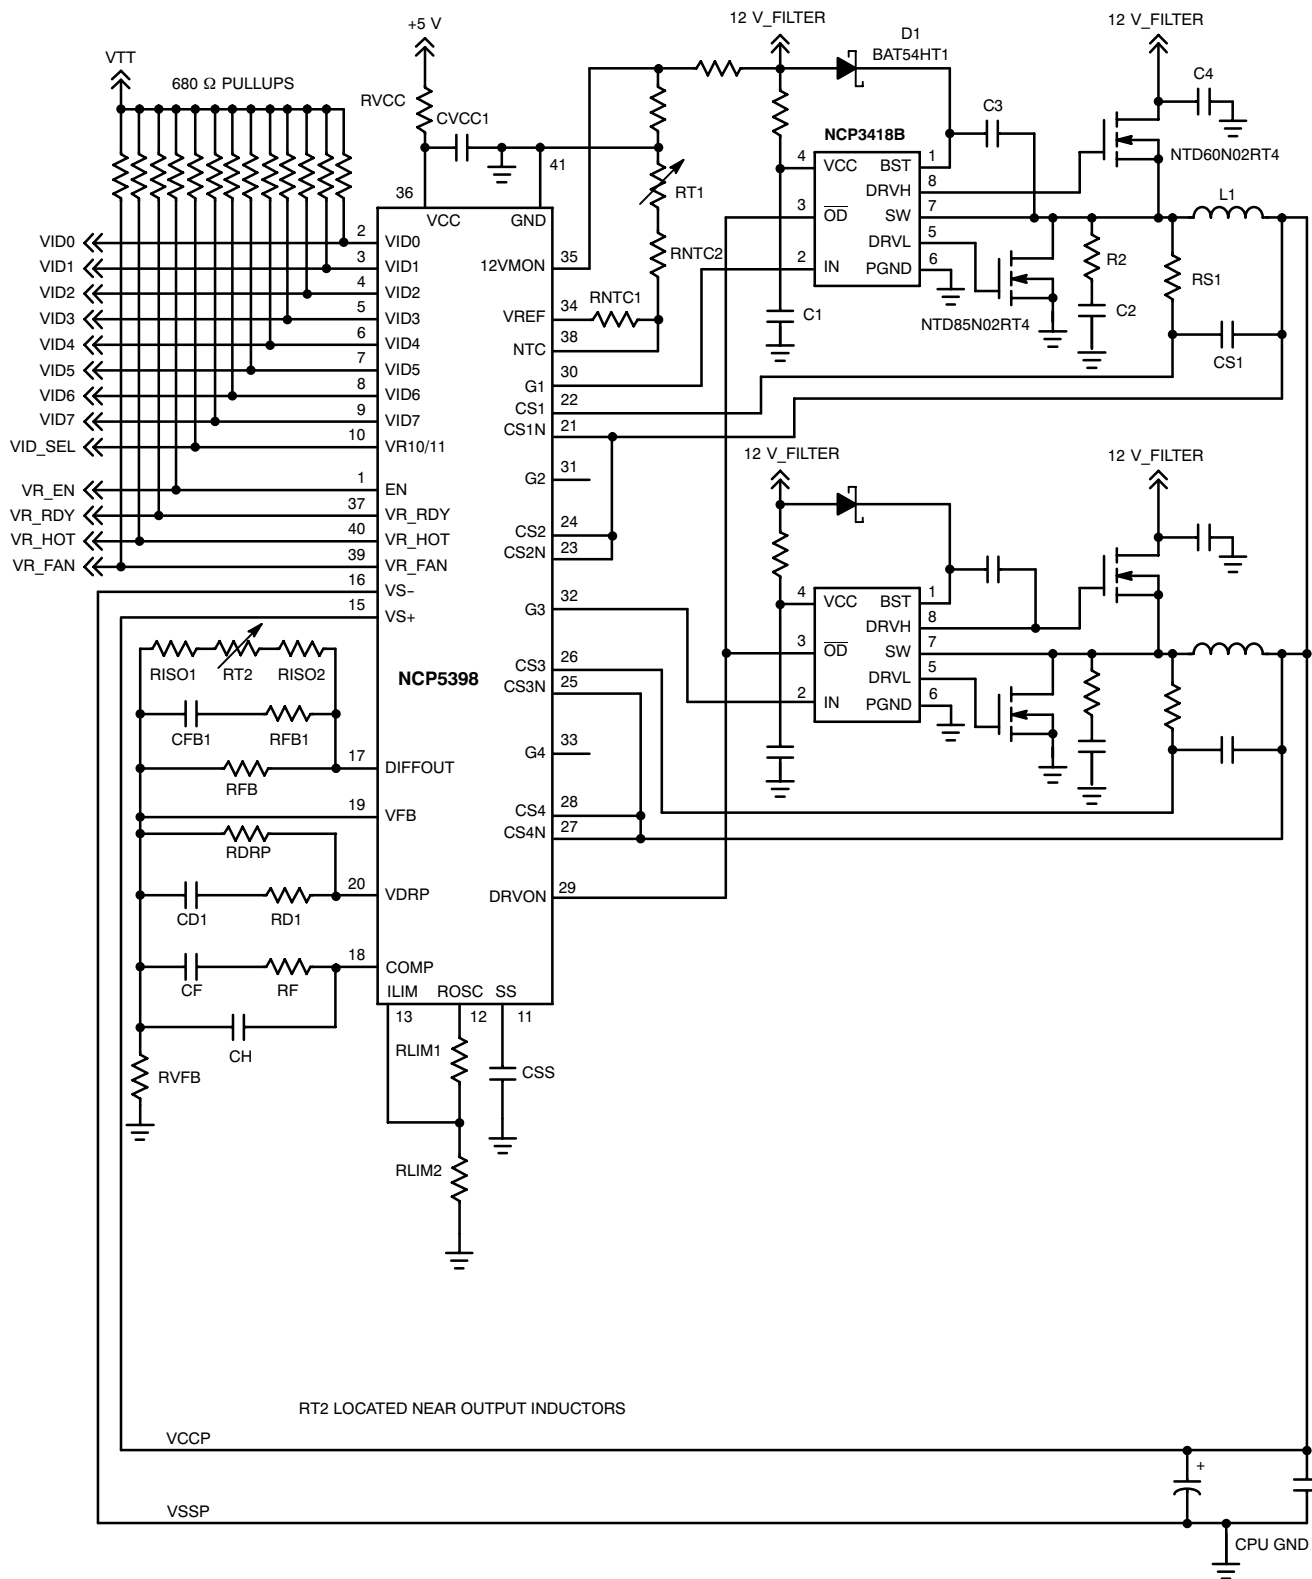 +5 V
12 V_FILTER
D1
BAT54HT1
12 V_FILTER
VTT
680 Ω PULLUPS
RVCC
CVCC1
C4
C3
NCP3418B
NTD60N02RT4
41
36
VCC
GND
RT1
4
VCC
BST
1
DRVH
8
3
OD
SW
7
L1
DRVL
5
2
IN
PGND
6
R2
RS1
C1
NTD85N02RT4
C2
CS1
VID0
2
VID0
VID1
3
VID1
VID2
4
VID2
VID3
5
VID3
VID4
6
VID4
VID5
7
VID5
VID6
8
VID6
VID7
9
VID7
VID_SEL
10
VR10/11
VR_EN
1
EN
VR_RDY
37
VR_RDY
VR_HOT
40
VR_HOT
VR_FAN
39
VR_FAN
16
VS−
15
VS+
12VMON
35
RNTC2
RNTC1
VREF
34
NTC
38
G1
30
CS1
22
CS1N
21
G2
31
CS2
24
CS2N
23
G3
32
CS3
26
CS3N
25
G4
33
CS4
28
CS4N
27
DRVON
29
12 V_FILTER
12 V_FILTER
4
VCC
BST
1
DRVH
8
3
OD
SW
7
DRVL
5
2
IN
PGND
6
NCP5398
RISO1
RT2
RISO2
CFB1
RFB1
17
DIFFOUT
RFB
19
VFB
RDRP
20
VDRP
CD1
RD1
18
COMP
CF
RF
CH
RVFB
ILIM
ROSC
SS
13
12
11
RLIM1
CSS
RLIM2
RT2 LOCATED NEAR OUTPUT INDUCTORS
VCCP
+
VSSP
CPU GND